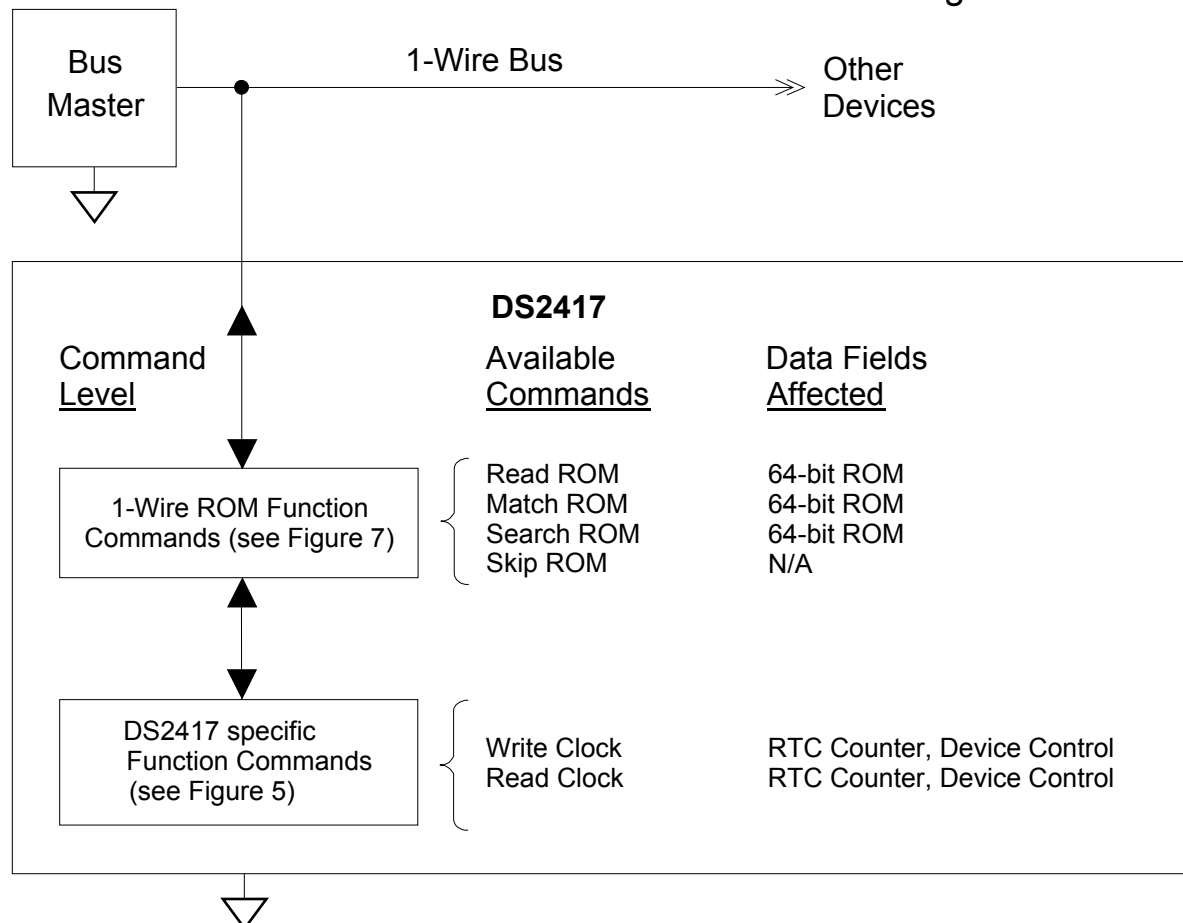 Bus
Master
1-Wire Bus
Other
Devices
DS2417
Command
Level
Available
Commands
Data Fields
Affected
1-Wire ROM Function
Commands (see Figure 7)
Read ROM 64-bit ROM
Match ROM 64-bit ROM
Search ROM 64-bit ROM
Skip ROM N/A
DS2417 specific
Function Commands
(see Figure 5)
Write Clock RTC Counter, Device Control
Read Clock RTC Counter, Device Control